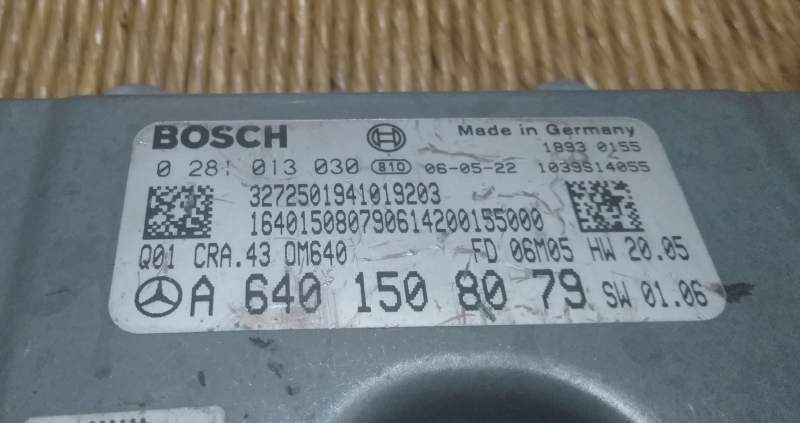 BOSCH
Made in Germany
1893 0155
0 281 013 030 810 06-05-22 1039S14055
3272501941019203
164015080790614200155000
Q01 CRA.43 OM640 FD 06M05 HW 20.05
A 640 150 80 79 SW 01.06